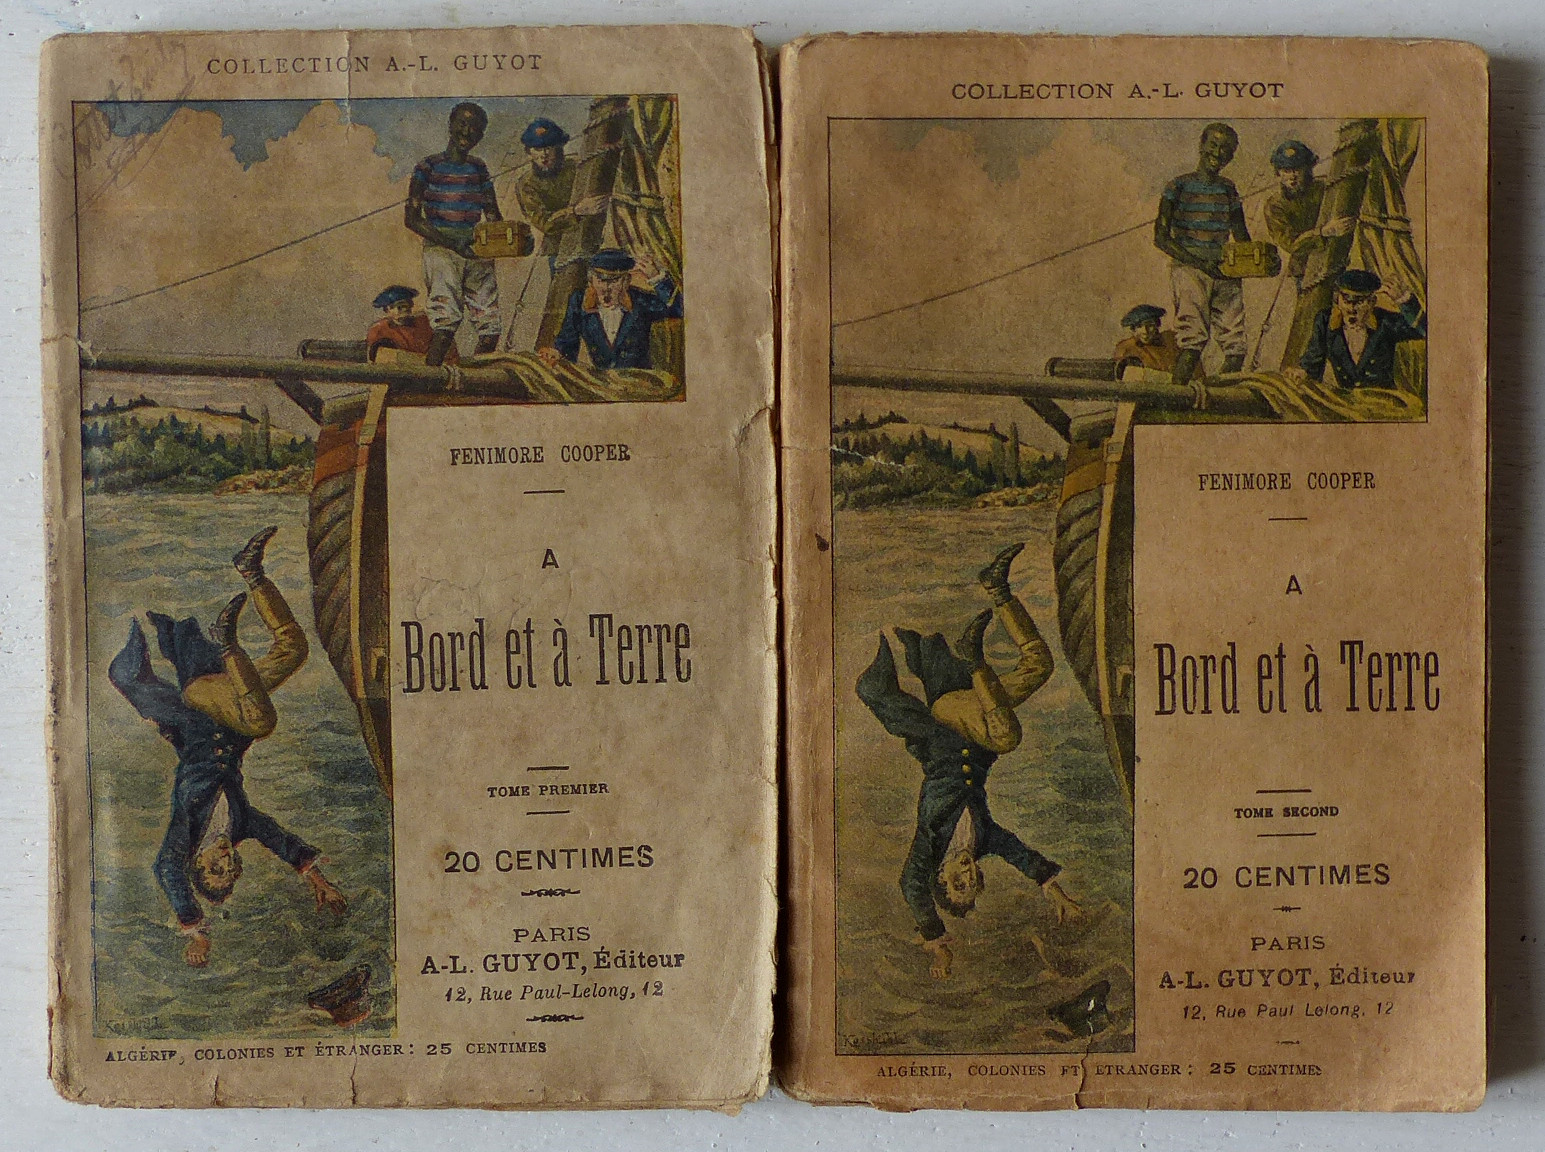 COLLECTION A.-L. GUYOT
FENIMORE COOPER
A
Bord et à Terre
TOME PREMIER
20 CENTIMES
PARIS
A-L. GUYOT, Éditeur
12, Rue Paul-Lelong, 12
ALGÉRIE, COLONIES ET ÉTRANGER: 25 CENTIMES
COLLECTION A.-L. GUYOT
FENIMORE COOPER
A
Bord et à Terre
TOME SECOND
20 CENTIMES
PARIS
A-L. GUYOT, Éditeur
12, Rue Paul Lelong, 12
ALGÉRIE, COLONIES ET ETRANGER: 25 CENTIMES